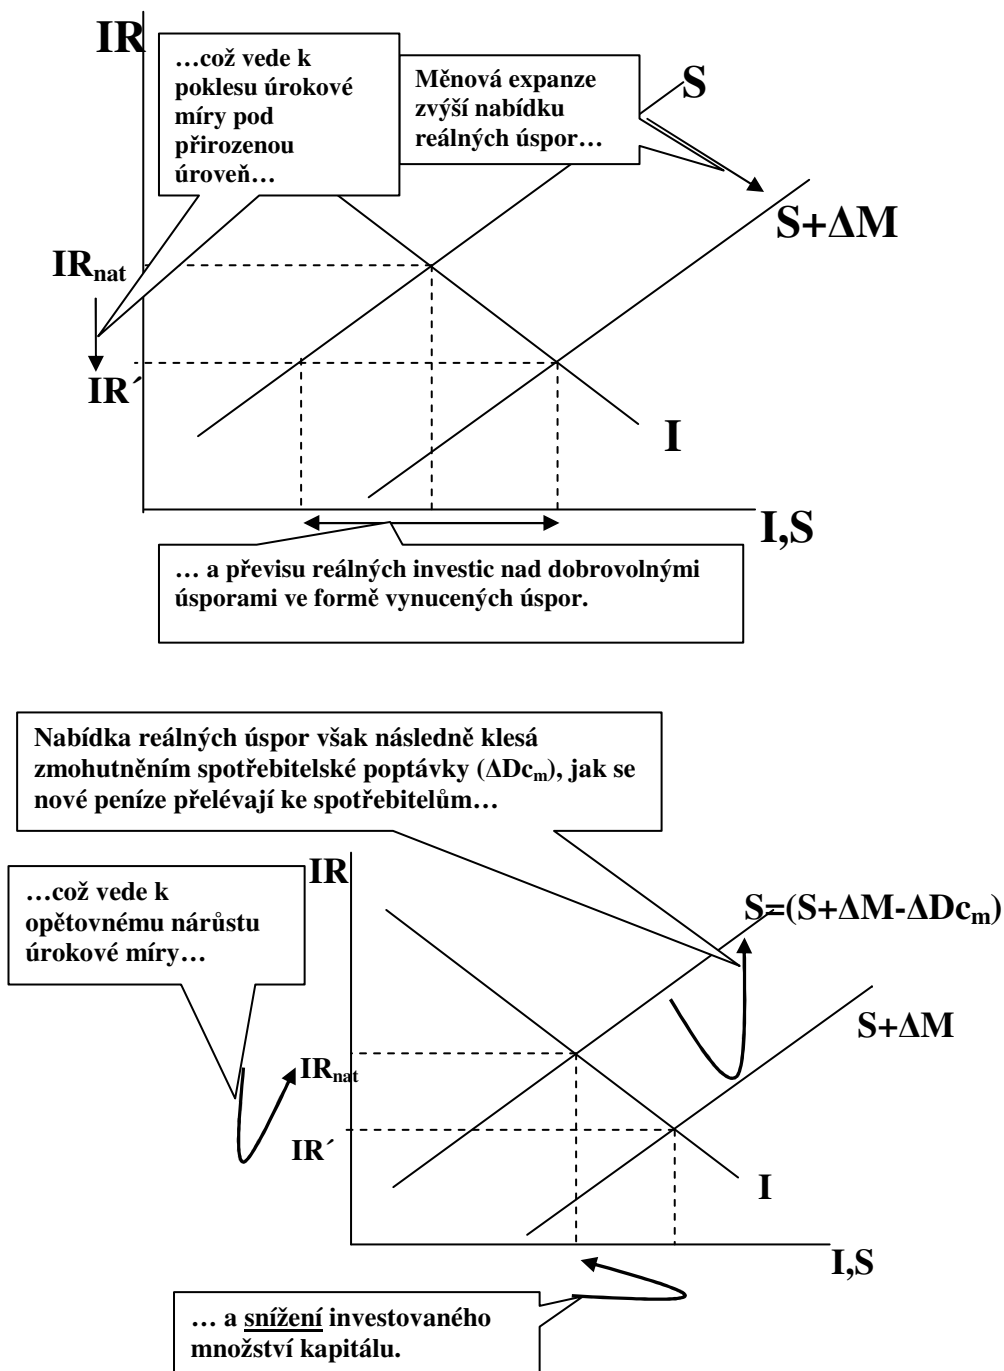 IR
…což vede k
poklesu úrokové
míry pod
přirozenou
úroveň…
Měnová expanze
zvýší nabídku
reálných úspor…
S
S+ΔM
IRnat
IR´
I
I,S
… a převisu reálných investic nad dobrovolnými
úsporami ve formě vynucených úspor.
Nabídka reálných úspor však následně klesá
zmohutněním spotřebitelské poptávky (ΔDcm), jak se
nové peníze přelévají ke spotřebitelům…
…což vede k
opětovnému nárůstu
úrokové míry…
IR
S=(S+ΔM-ΔDcm)
S+ΔM
IRnat
IR´
I
I,S
… a snížení investovaného
množství kapitálu.